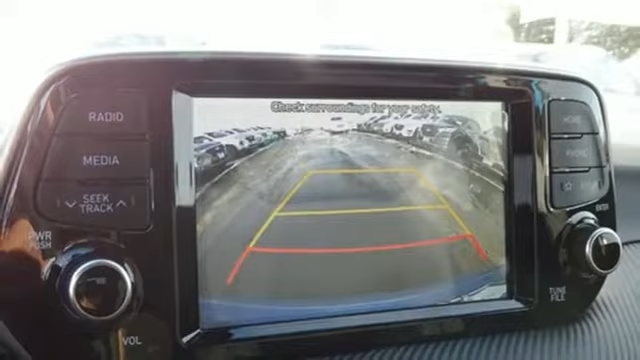 Check surroundings for your safety.
RADIO
MEDIA
SEEK
TRACK
PWR
PUSH
VOL
HOME
PHONE
ENTER
TUNE
FILE